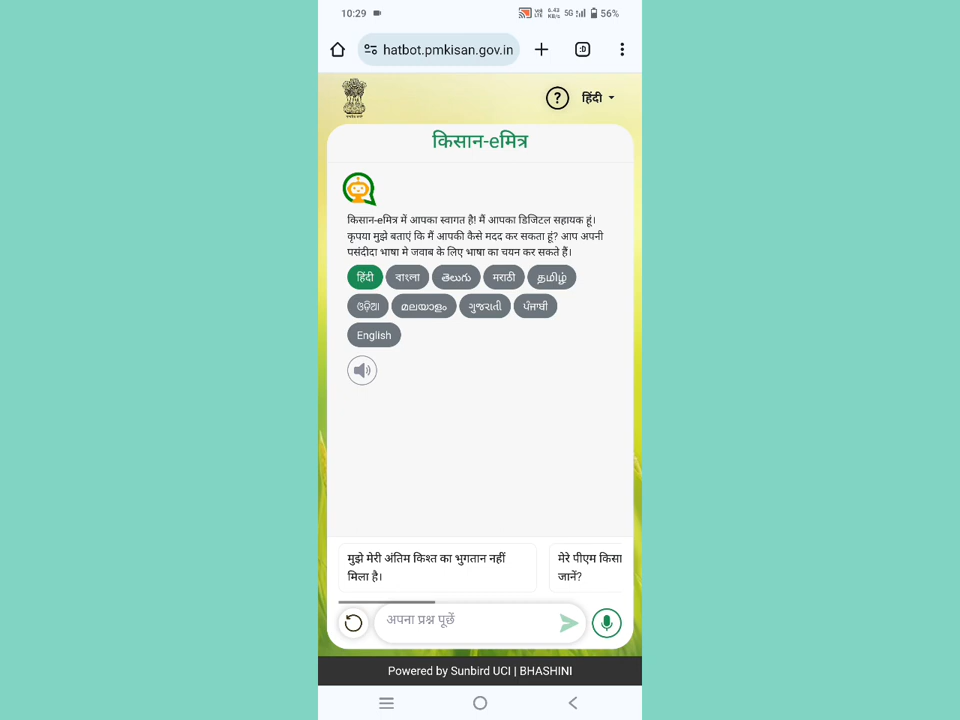 10:29 56%
hatbot.pmkisan.gov.in
हिंदी
किसान-eमित्र
किसान-eमित्र में आपका स्वागत है! मैं आपका डिजिटल सहायक हूं।
कृपया मुझे बताएं कि मैं आपकी कैसे मदद कर सकता हूं? आप अपनी
पसंदीदा भाषा मे जवाब के लिए भाषा का चयन कर सकते हैं।
हिंदी বাংলা తెలుగు मराठी தமிழ்
ଓଡ଼ିଆ മലയാളം ગુજરાતી ਪੰਜਾਬੀ
English
मुझे मेरी अंतिम किश्त का भुगतान नहीं
मिला है।
मेरे पीएम किसा
जानें?
अपना प्रश्न पूछें
Powered by Sunbird UCI | BHASHINI